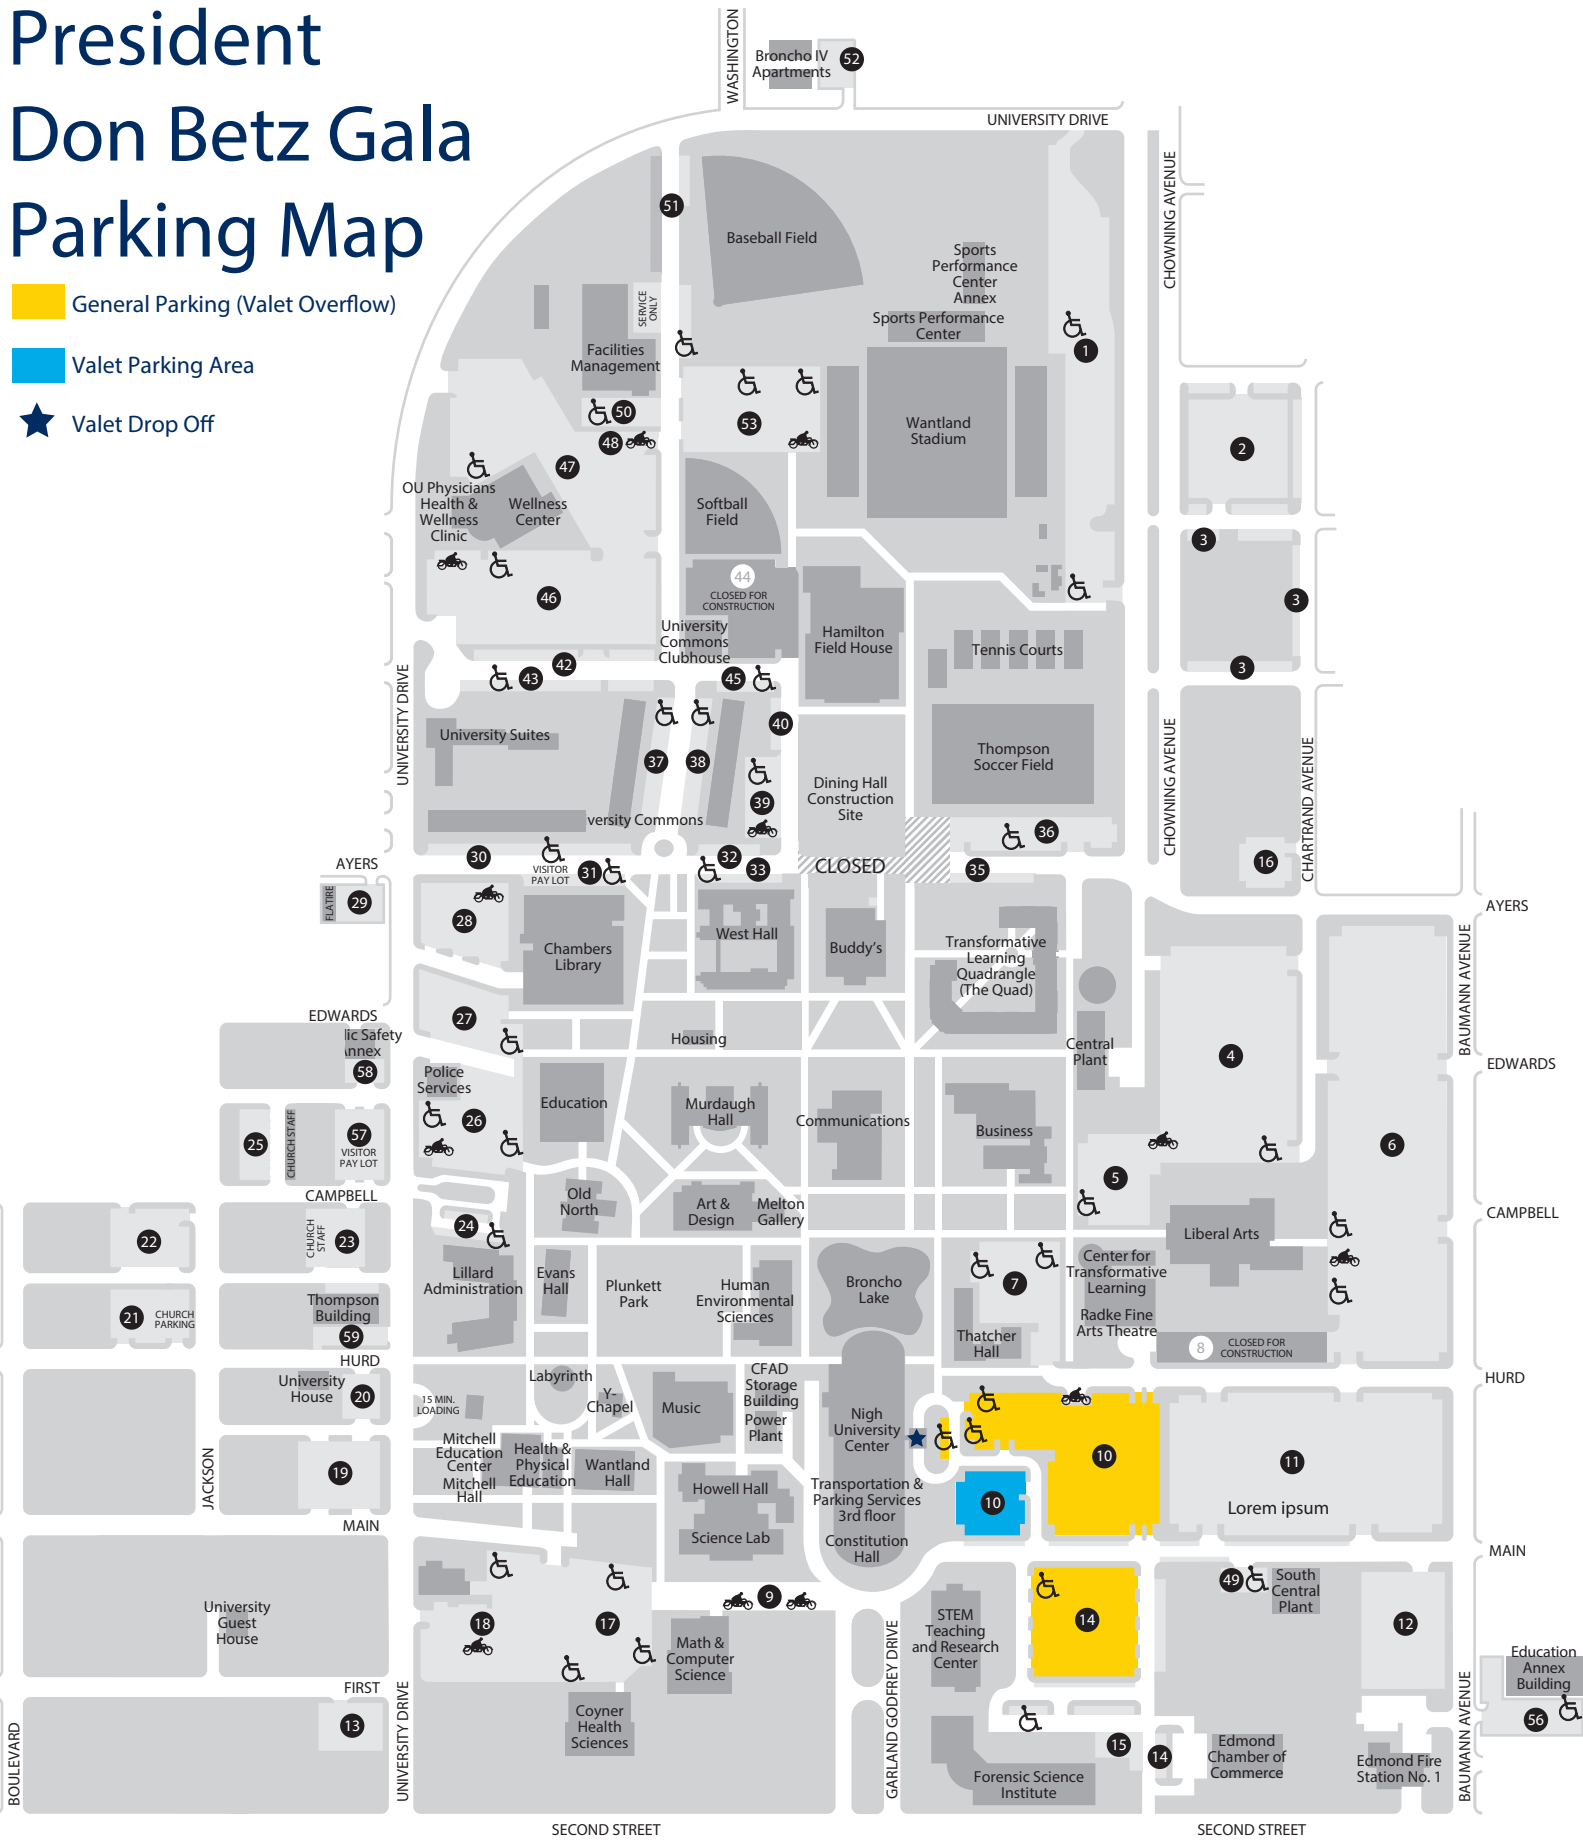 President
Don Betz Gala
Parking Map
General Parking (Valet Overflow)
Valet Parking Area
Valet Drop Off
WASHINGTON
Broncho IV
Apartments
52
UNIVERSITY DRIVE
CHOWNING AVENUE
51
Baseball Field
Sports
Performance
Center
Annex
SERVICE
ONLY
Sports Performance
Center
Facilities
Management
1
50
53
48
47
Wantland
Stadium
2
OU Physicians
Health &
Wellness
Clinic
Wellness
Center
Softball
Field
3
44
CLOSED FOR
CONSTRUCTION
46
3
University
Commons
Clubhouse
Hamilton
Field House
Tennis Courts
42
43
45
3
UNIVERSITY DRIVE
University Suites
40
37
38
Thompson
Soccer Field
CHOWNING AVENUE
CHARTRAND AVENUE
39
Dining Hall
Construction
Site
versity Commons
36
30
VISITOR
PAY LOT
31
32
33
CLOSED
35
16
AYERS
FLATIRE
29
28
AYERS
Chambers
Library
West Hall
Buddy's
Transformative
Learning
Quadrangle
(The Quad)
BAUMANN AVENUE
27
EDWARDS
lic Safety
Annex
58
Housing
Central
Plant
4
EDWARDS
Police
Services
26
Education
Murdaugh
Hall
Communications
Business
6
25
CHURCH STAFF
57
VISITOR
PAY LOT
5
CAMPBELL
24
Old
North
Art &
Design
Melton
Gallery
Liberal Arts
CAMPBELL
22
CHURCH
STAFF
23
Lillard
Administration
Evans
Hall
Plunkett
Park
Human
Environmental
Sciences
Broncho
Lake
7
Center for
Transformative
Learning
21
CHURCH
PARKING
Thompson
Building
59
Thatcher
Hall
Radke Fine
Arts Theatre
8
CLOSED FOR
CONSTRUCTION
HURD
HURD
University
House
20
15 MIN.
LOADING
Labyrinth
Y-
Chapel
Music
CFAD
Storage
Building
Power
Plant
Nigh
University
Center
10
11
Lorem ipsum
JACKSON
19
Mitchell
Education
Center
Mitchell
Hall
Health &
Physical
Education
Wantland
Hall
Howell Hall
Transportation &
Parking Services
3rd floor
10
Science Lab
Constitution
Hall
MAIN
MAIN
9
49
South
Central
Plant
University
Guest
House
18
17
Math &
Computer
Science
GARLAND GODFREY DRIVE
STEM
Teaching
and Research
Center
14
12
Education
Annex
Building
FIRST
UNIVERSITY DRIVE
13
Coyner
Health
Sciences
56
BAUMANN AVENUE
BOULEVARD
15
14
Edmond
Chamber of
Commerce
Edmond Fire
Station No. 1
Forensic Science
Institute
SECOND STREET
SECOND STREET